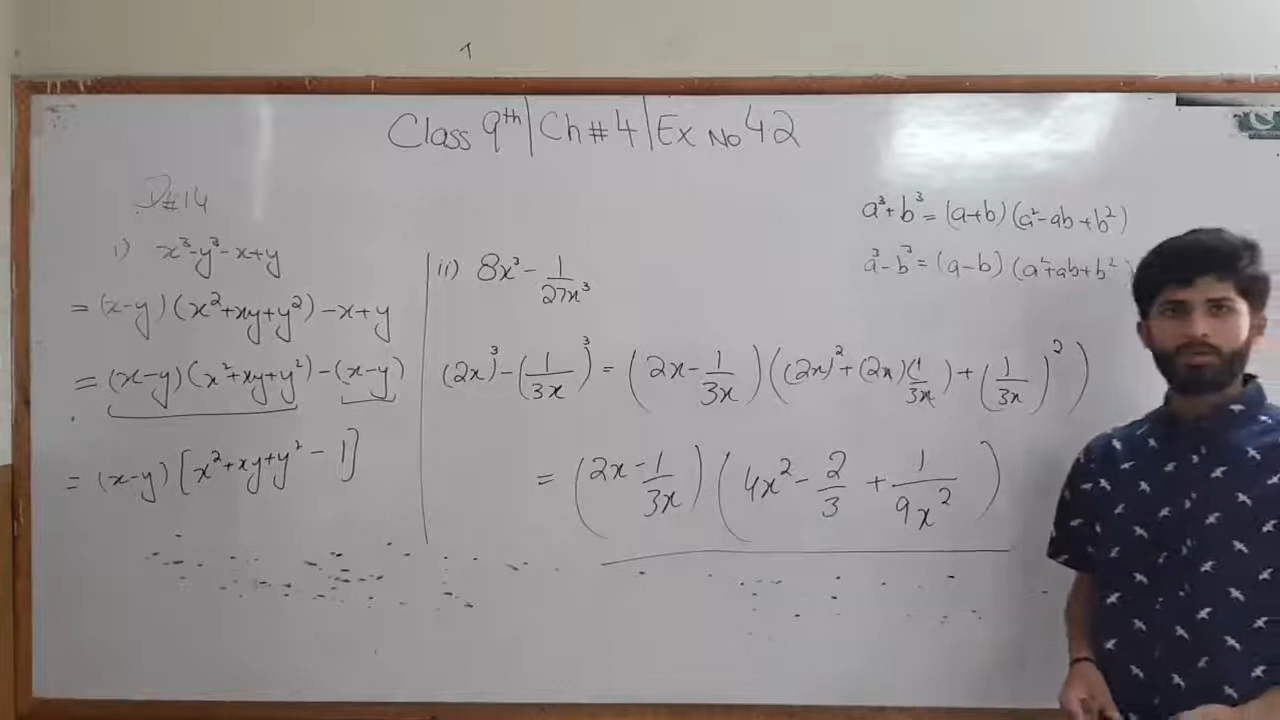 Class 9th | Ch # 4 | Ex No 42
a³+b³ = (a+b)(a²-ab+b²)
a³-b³ = (a-b)(a²+ab+b²)
Q#14
i) x³-y³-x+y
= (x-y)(x²+xy+y²)-x+y
= (x-y)(x²+xy+y²)-(x-y)
= (x-y)[x²+xy+y²-1]
ii) 8x³ - 1/27x³
(2x)³-(1/3x)³ = (2x-1/3x)((2x)²+(2x)(1/3x)+(1/3x)²)
= (2x-1/3x)(4x²-2/3+1/9x²)